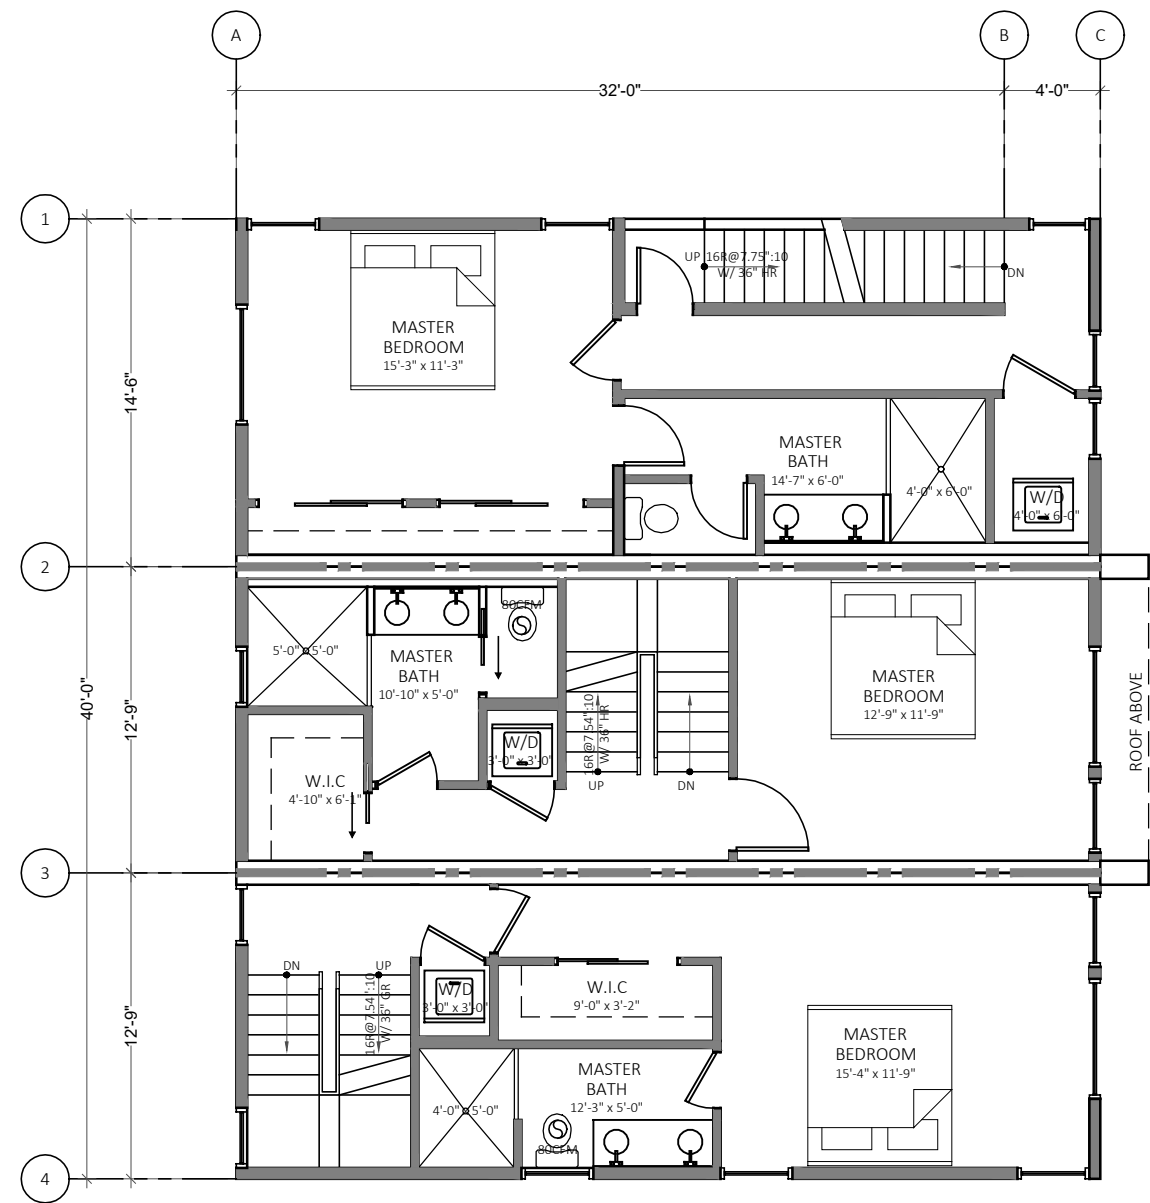 A
B
C
32'-0"
4'-0"
1
2
3
4
40'-0"
14'-6"
12'-9"
12'-9"
MASTER
BEDROOM
15'-3" x 11'-3"
UP 16R@7.75":10
W/ 36" HR
DN
MASTER
BATH
14'-7" x 6'-0"
4'-0" x 6'-0"
W/D
4'-0" x 6'-0"
5'-0" x 5'-0"
MASTER
BATH
10'-10" x 5'-0"
80CFM
W/D
3'-0" x 3'-0"
W.I.C
4'-10" x 6'-1"
16R@7.54":10
W/ 36" HR
UP
DN
MASTER
BEDROOM
12'-9" x 11'-9"
ROOF ABOVE
DN
UP
16R@7.54":10
W/ 36" GR
W/D
3'-0" x 3'-0"
W.I.C
9'-0" x 3'-2"
4'-0" x 5'-0"
MASTER
BATH
12'-3" x 5'-0"
80CFM
MASTER
BEDROOM
15'-4" x 11'-9"